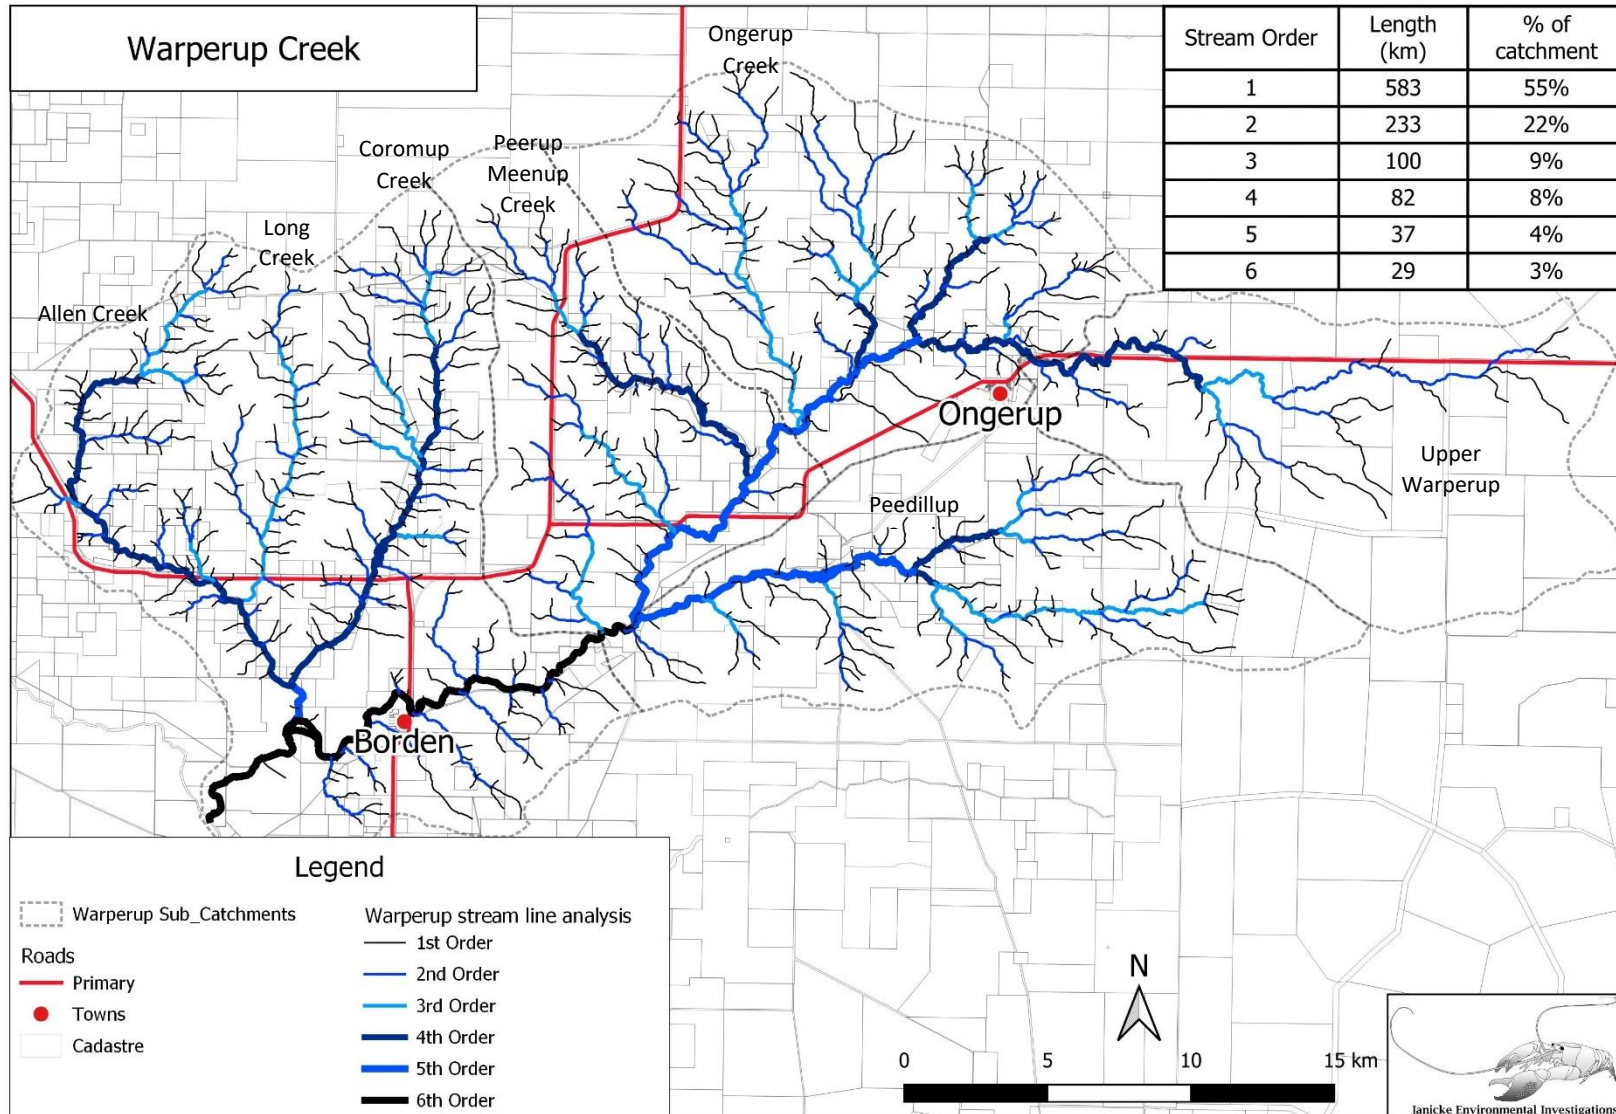 Warperup Creek
Stream Order
Length
(km)
% of
catchment
1
583
55%
2
233
22%
3
100
9%
4
82
8%
5
37
4%
6
29
3%
Ongerup
Creek
Peerup
Meenup
Creek
Coromup
Creek
Long
Creek
Allen Creek
Ongerup
Upper
Warperup
Peedillup
Borden
Legend
Warperup Sub_Catchments
Roads
Primary
Towns
Cadastre
Warperup stream line analysis
1st Order
2nd Order
3rd Order
4th Order
5th Order
6th Order
N
0 5 10 15 km
Janicke Environmental Investigations